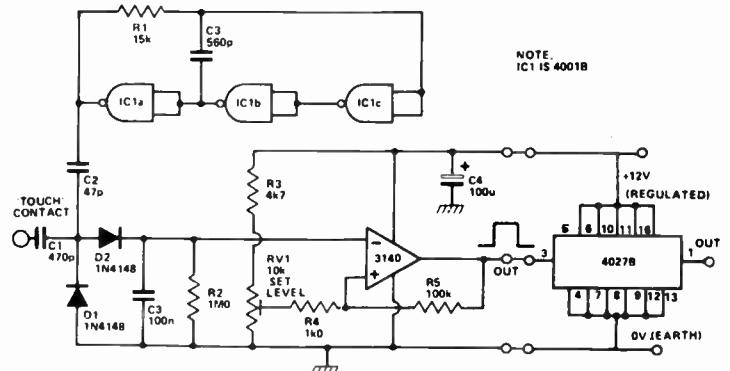 R1
15k
C3
560p
NOTE.
IC1 IS 4001B
IC1a
IC1b
IC1c
C2
47p
R3
4k7
+
C4
100u
+12V
(REGULATED)
'TOUCH'
CONTACT
C1
470p
D2
1N4148
5 6 10 11 16
RV1
10k
SET
LEVEL
−
3140
+
OUT
3
4027B
1
OUT
D1
1N4148
C3
100n
R2
1M0
R4
1k0
R5
100k
4 7 8 9 12 13
0V (EARTH)